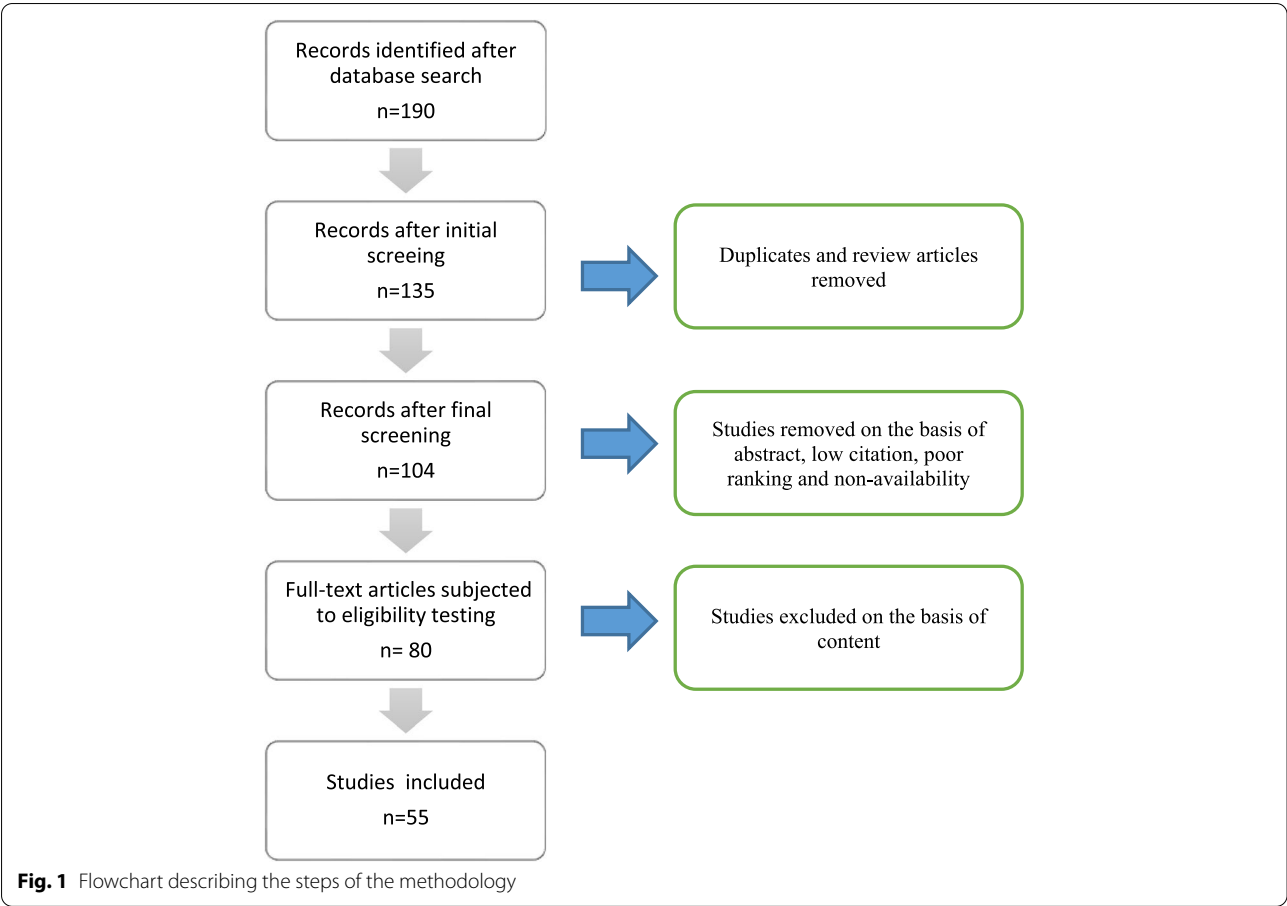 Records identified after
database search
n=190
Records after initial
screeing
n=135
Duplicates and review articles
removed
Records after final
screening
n=104
Studies removed on the basis of
abstract, low citation, poor
ranking and non-availability
Full-text articles subjected
to eligibility testing
n= 80
Studies excluded on the basis of
content
Studies included
n=55
Fig. 1 Flowchart describing the steps of the methodology